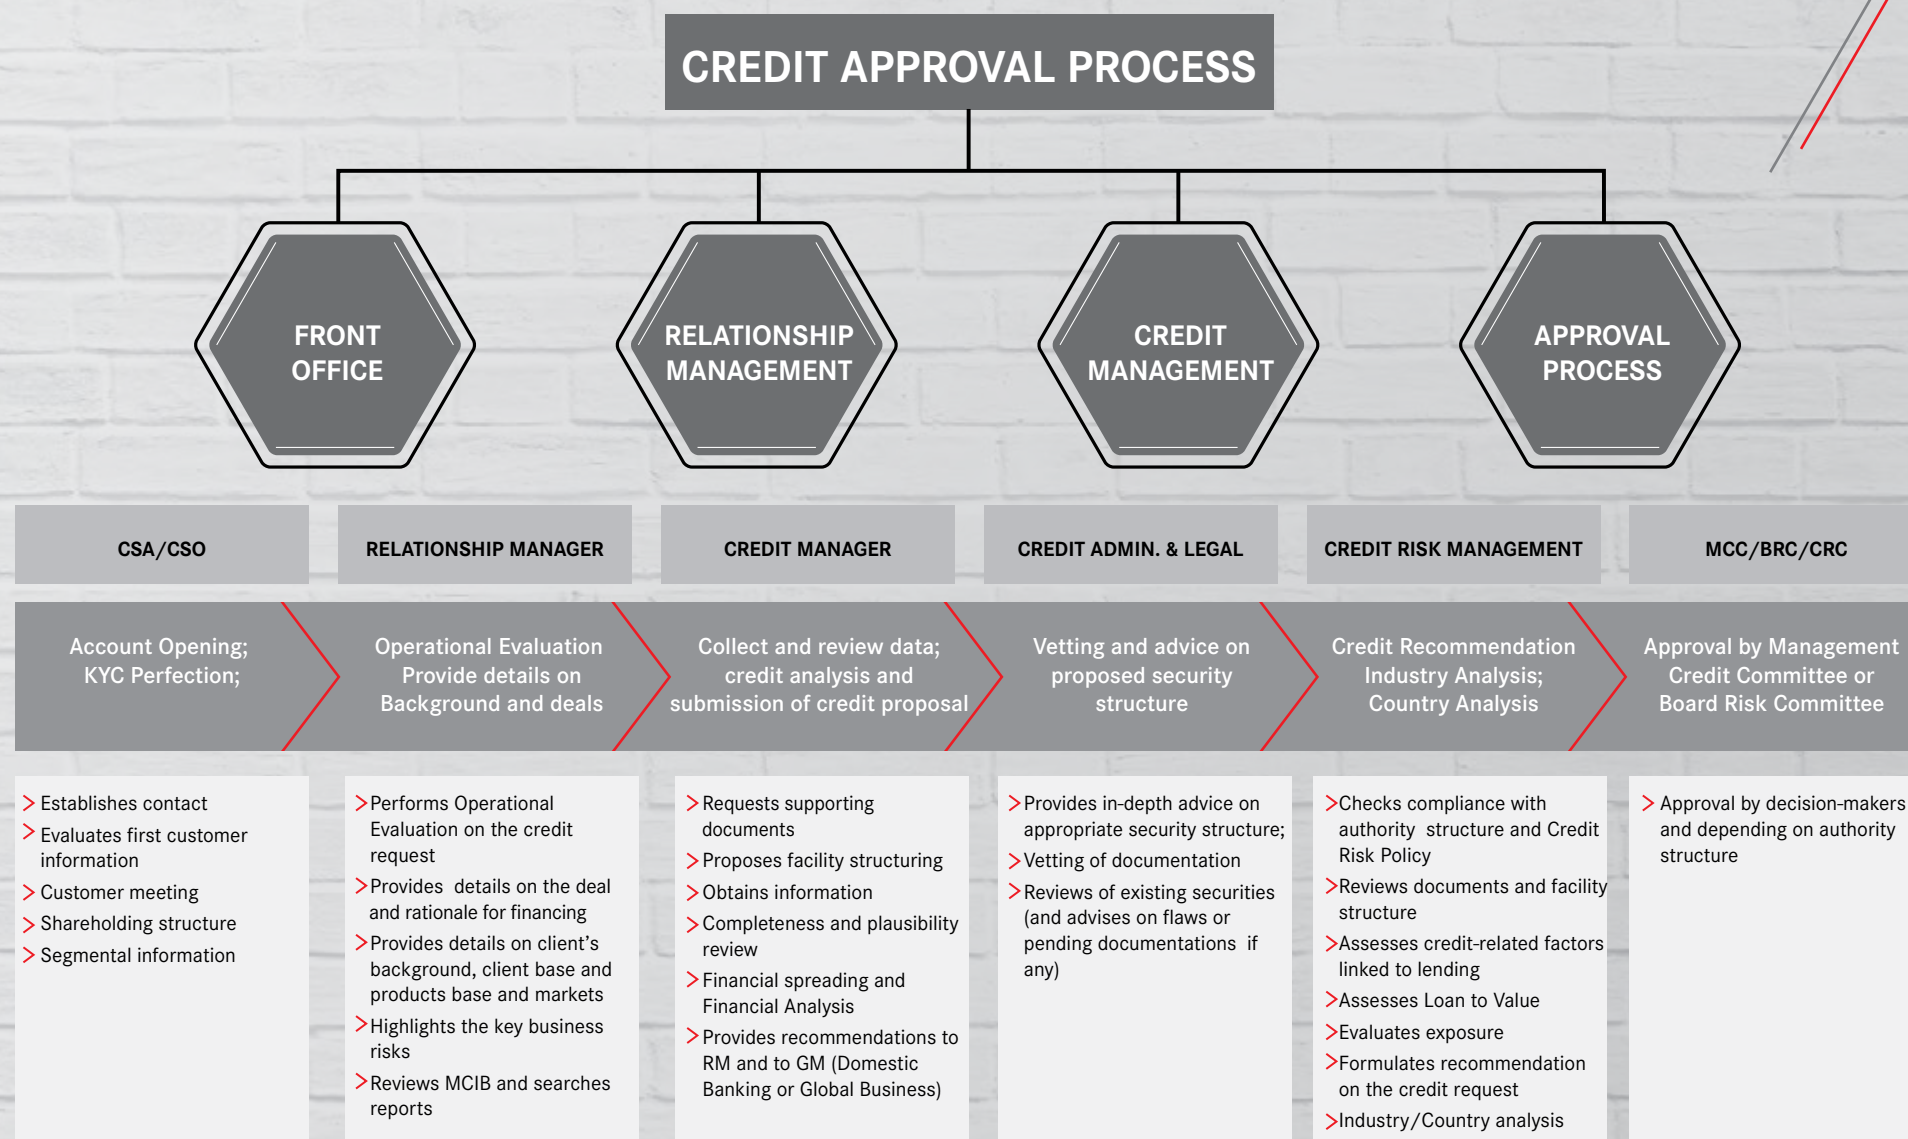 CREDIT APPROVAL PROCESS
FRONT
OFFICE
RELATIONSHIP
MANAGEMENT
CREDIT
MANAGEMENT
APPROVAL
PROCESS
CSA/CSO
RELATIONSHIP MANAGER
CREDIT MANAGER
CREDIT ADMIN. & LEGAL
CREDIT RISK MANAGEMENT
MCC/BRC/CRC
Account Opening;
KYC Perfection;
Operational Evaluation
Provide details on
Background and deals
Collect and review data;
credit analysis and
submission of credit proposal
Vetting and advice on
proposed security
structure
Credit Recommendation
Industry Analysis;
Country Analysis
Approval by Management
Credit Committee or
Board Risk Committee
Establishes contact
Evaluates first customer
information
Customer meeting
Shareholding structure
Segmental information
Performs Operational
Evaluation on the credit
request
Provides details on the deal
and rationale for financing
Provides details on client's
background, client base and
products base and markets
Highlights the key business
risks
Reviews MCIB and searches
reports
Requests supporting
documents
Proposes facility structuring
Obtains information
Completeness and plausibility
review
Financial spreading and
Financial Analysis
Provides recommendations to
RM and to GM (Domestic
Banking or Global Business)
Provides in-depth advice on
appropriate security structure;
Vetting of documentation
Reviews of existing securities
(and advises on flaws or
pending documentations if
any)
Checks compliance with
authority structure and Credit
Risk Policy
Reviews documents and facility
structure
Assesses credit-related factors
linked to lending
Assesses Loan to Value
Evaluates exposure
Formulates recommendation
on the credit request
Industry/Country analysis
Approval by decision-makers
and depending on authority
structure